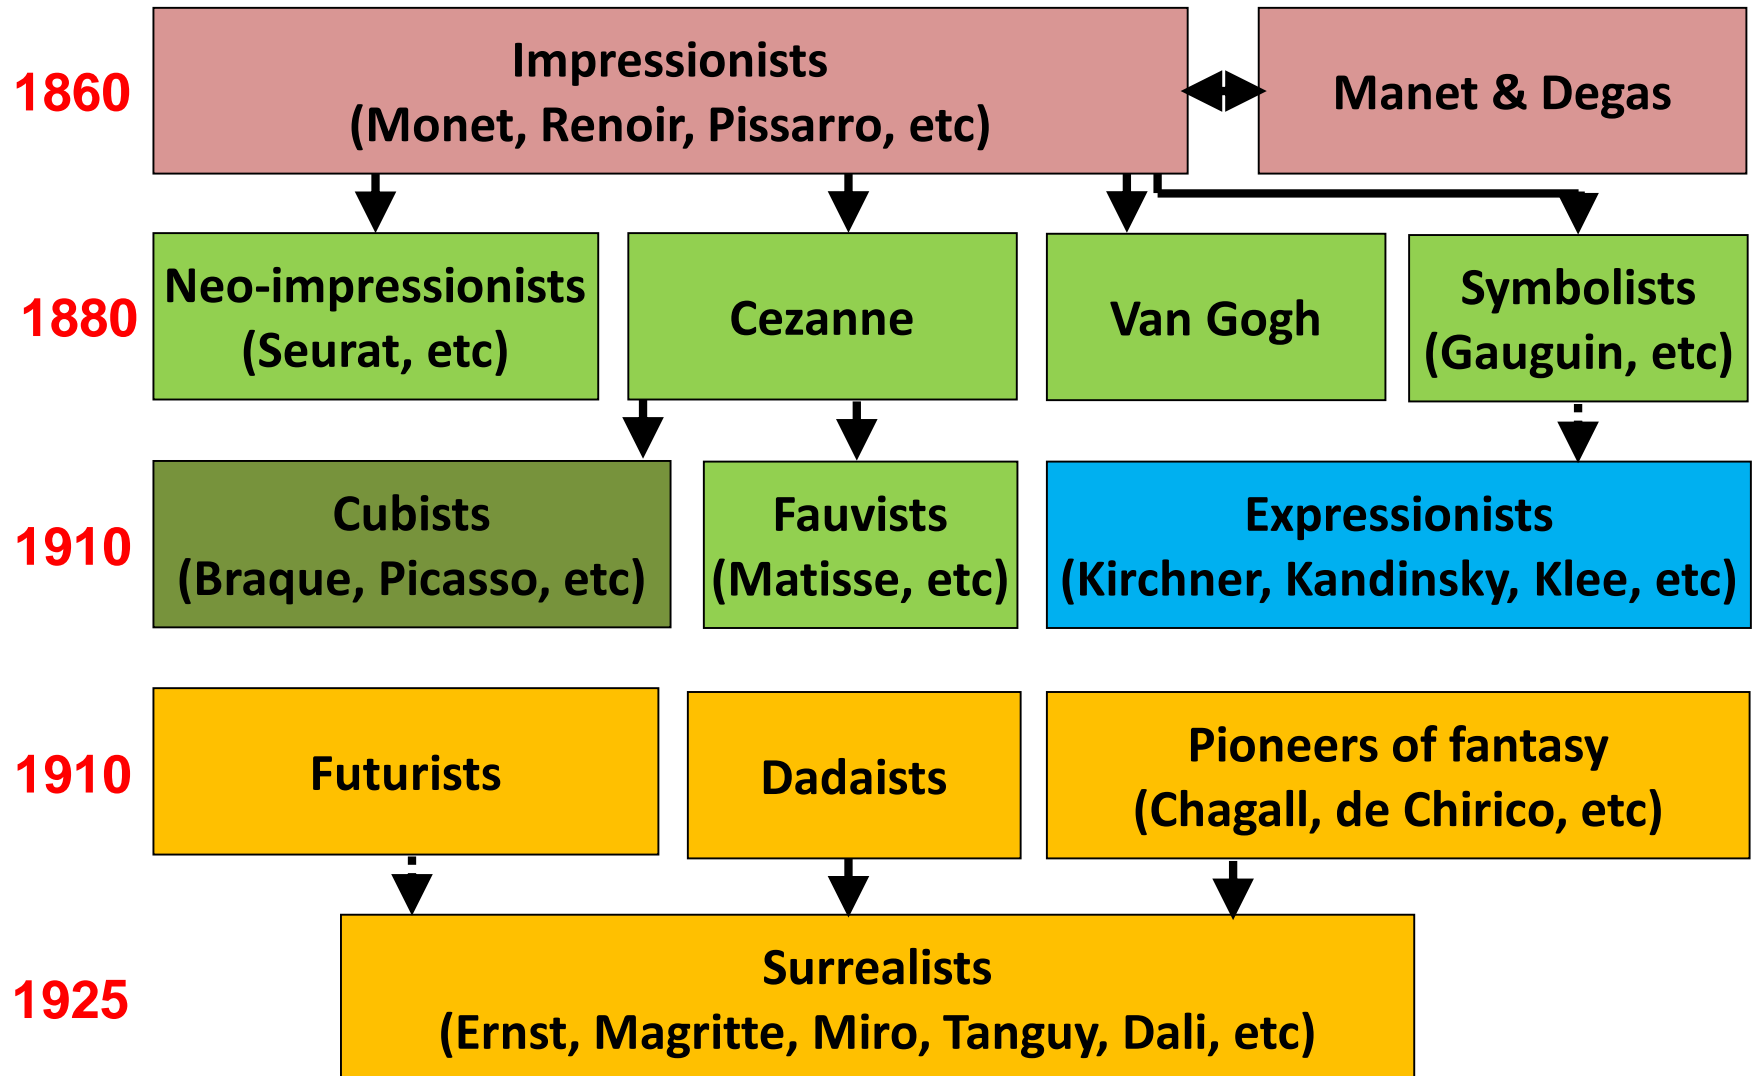 1860
Impressionists
(Monet, Renoir, Pissarro, etc)
Manet & Degas
1880
Neo-impressionists
(Seurat, etc)
Cezanne
Van Gogh
Symbolists
(Gauguin, etc)
1910
Cubists
(Braque, Picasso, etc)
Fauvists
(Matisse, etc)
Expressionists
(Kirchner, Kandinsky, Klee, etc)
1910
Futurists
Dadaists
Pioneers of fantasy
(Chagall, de Chirico, etc)
1925
Surrealists
(Ernst, Magritte, Miro, Tanguy, Dali, etc)